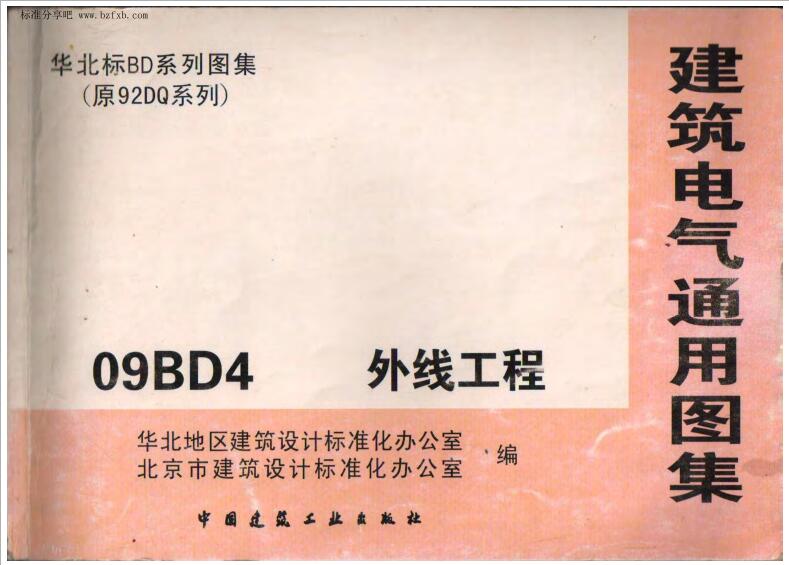 标准分享吧 www.bzfxb.com
华北标BD系列图集
(原92DQ系列)
建筑电气通用图集
09BD4 外线工程
华北地区建筑设计标准化办公室
北京市建筑设计标准化办公室
编
中国建筑工业出版社